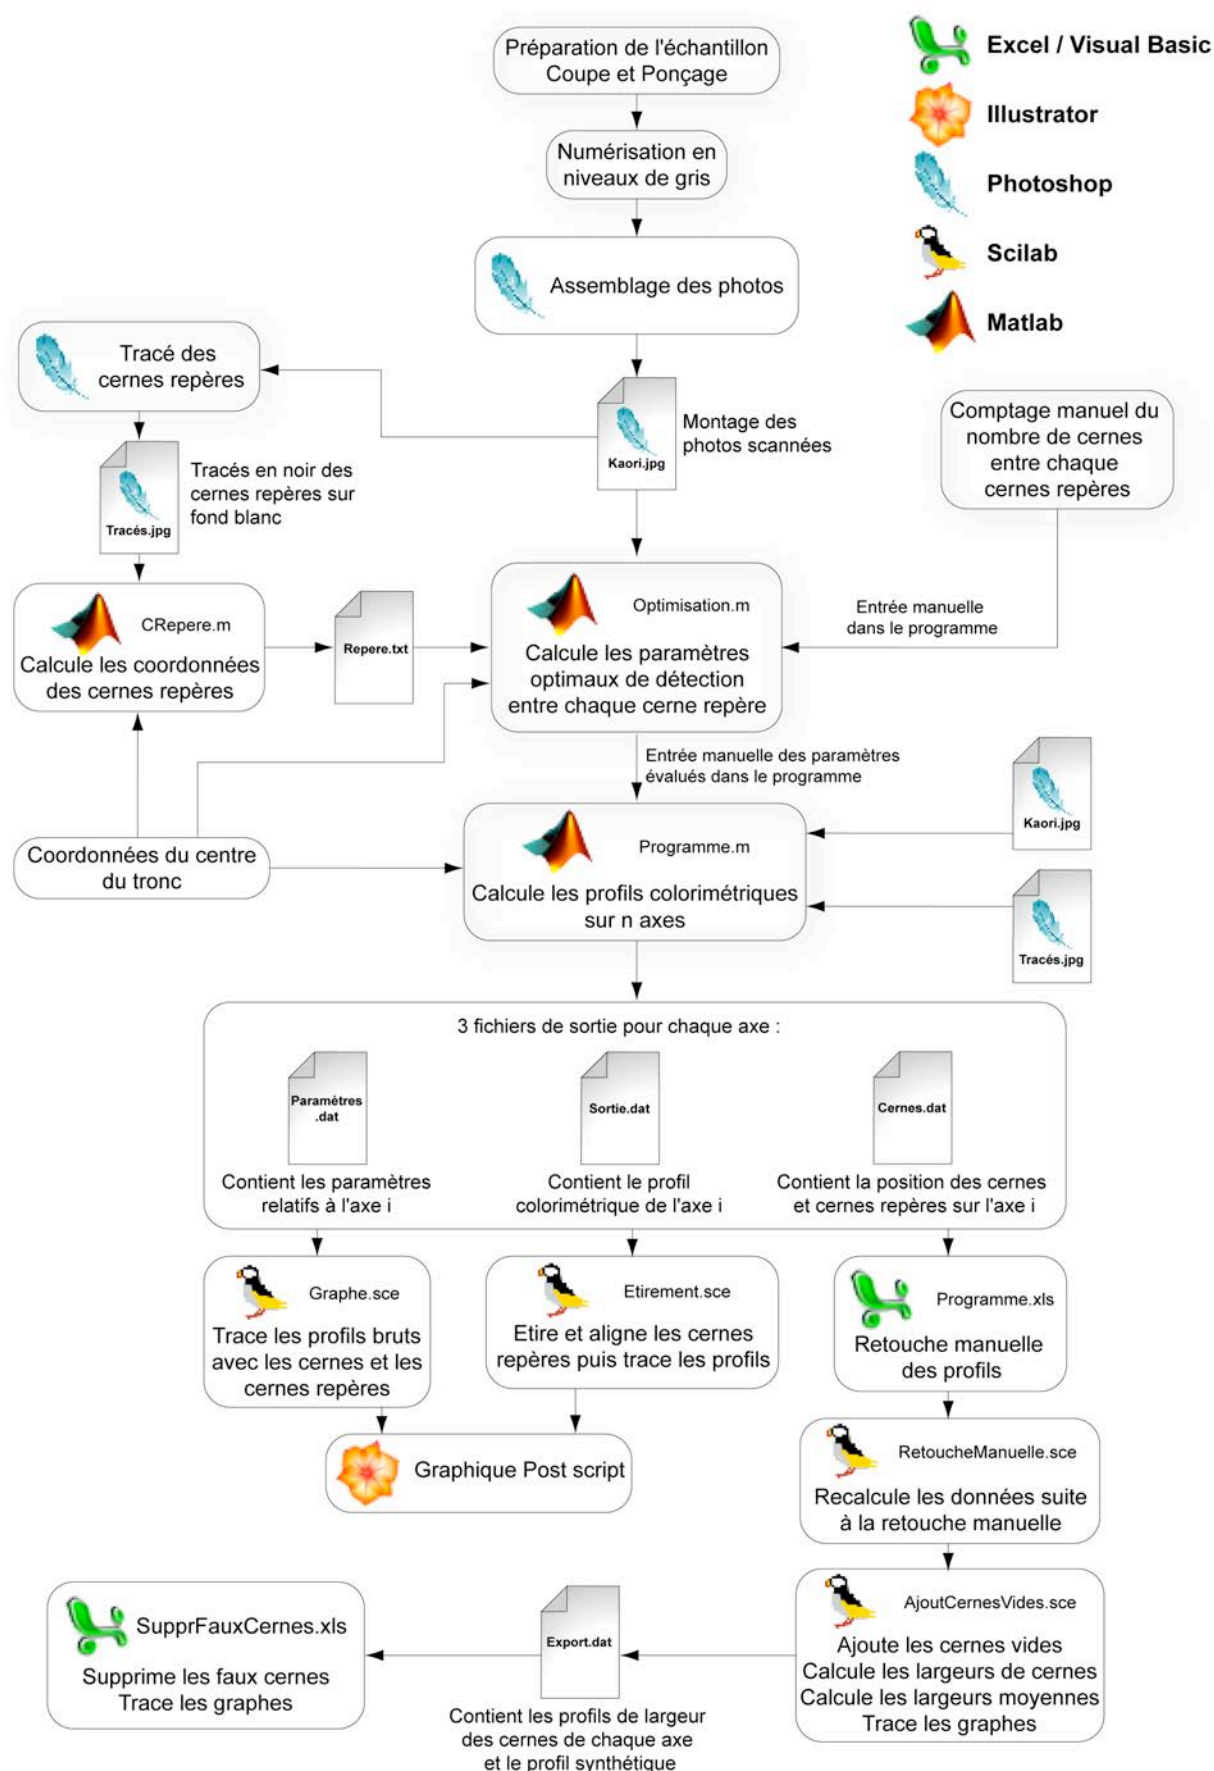 Préparation de l'échantillon
Coupe et Ponçage
Excel / Visual Basic
Illustrator
Photoshop
Scilab
Matlab
Numérisation en
niveaux de gris
Assemblage des photos
Tracé des
cernes repères
Kaori.jpg
Montage des
photos scannées
Comptage manuel du
nombre de cernes
entre chaque
cernes repères
Tracés.jpg
Tracés en noir des
cernes repères sur
fond blanc
CRepere.m
Calcule les coordonnées
des cernes repères
Repere.txt
Optimisation.m
Calcule les paramètres
optimaux de détection
entre chaque cerne repère
Entrée manuelle
dans le programme
Entrée manuelle des paramètres
évalués dans le programme
Kaori.jpg
Coordonnées du centre
du tronc
Programme.m
Calcule les profils colorimétriques
sur n axes
Tracés.jpg
3 fichiers de sortie pour chaque axe :
Paramètres
.dat
Sortie.dat
Cernes.dat
Contient les paramètres
relatifs à l'axe i
Contient le profil
colorimétrique de l'axe i
Contient la position des cernes
et cernes repères sur l'axe i
Graphe.sce
Trace les profils bruts
avec les cernes et les
cernes repères
Etirement.sce
Etire et aligne les cernes
repères puis trace les profils
Programme.xls
Retouche manuelle
des profils
Graphique Post script
RetoucheManuelle.sce
Recalcule les données suite
à la retouche manuelle
AjoutCernesVides.sce
Ajoute les cernes vides
Calcule les largeurs de cernes
Calcule les largeurs moyennes
Trace les graphes
Export.dat
Contient les profils de largeur
des cernes de chaque axe
et le profil synthétique
SupprFauxCernes.xls
Supprime les faux cernes
Trace les graphes